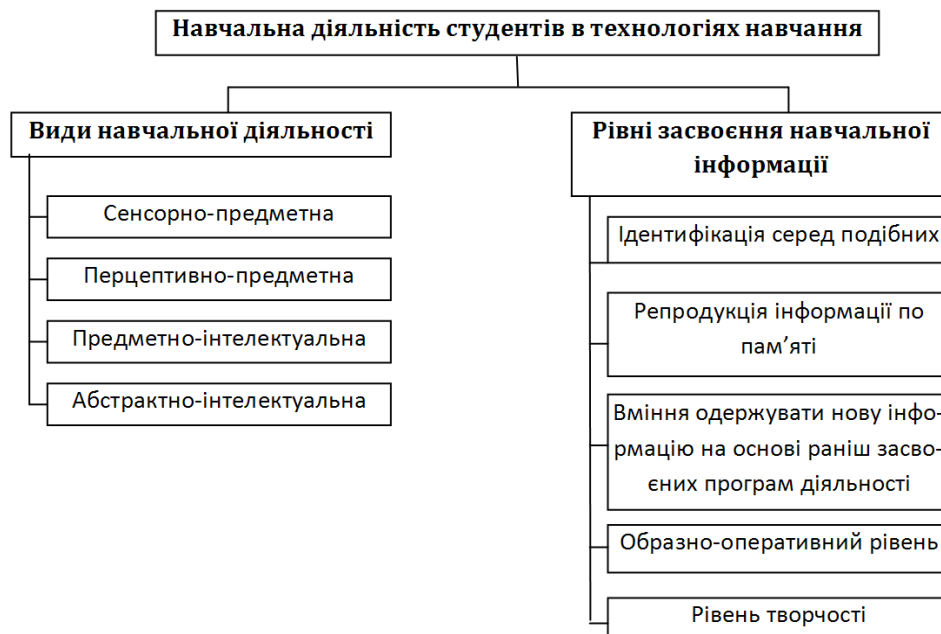 Навчальна діяльність студентів в технологіях навчання
Види навчальної діяльності
Сенсорно-предметна
Перцептивно-предметна
Предметно-інтелектуальна
Абстрактно-інтелектуальна
Рівні засвоєння навчальної
інформації
Ідентифікація серед подібних
Репродукція інформації по
пам’яті
Вміння одержувати нову інфо-
рмацію на основі раніш засво-
єних програм діяльності
Образно-оперативний рівень
Рівень творчості